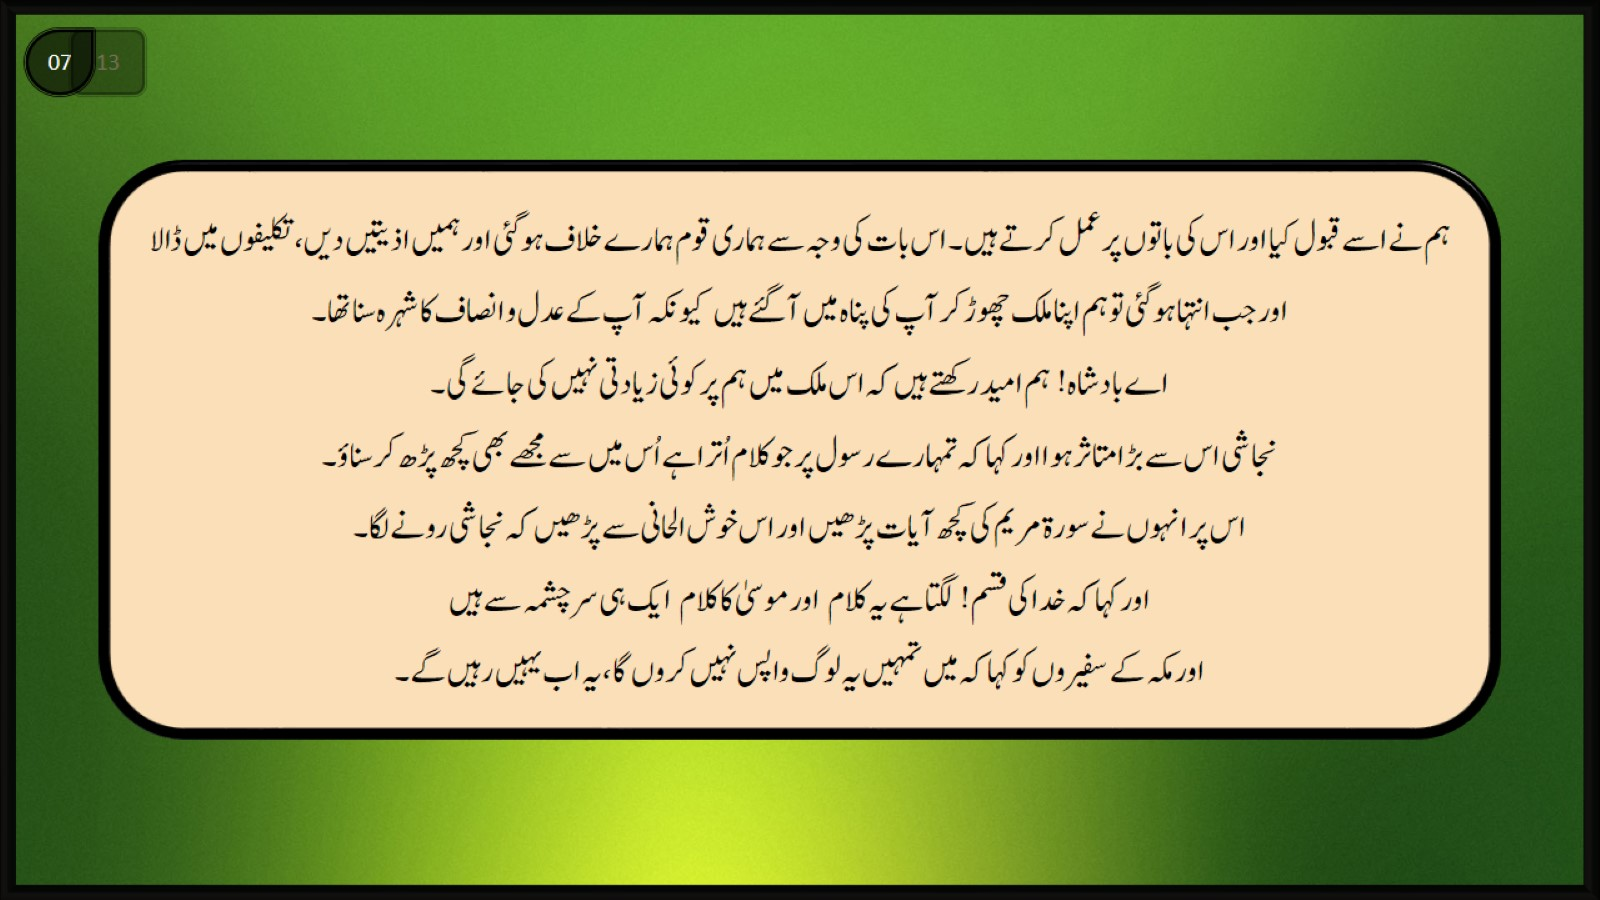 07 13
ہم نے اسے قبول کیا اور اس کی باتوں پر عمل کرتے ہیں۔ اس بات کی وجہ سے ہماری قوم ہمارے خلاف ہو گئی اور ہمیں اذیتیں دیں، تکلیفوں میں ڈالا
اور جب انتہا ہو گئی تو ہم اپنا ملک چھوڑ کر آپ کی پناہ میں آ گئے ہیں کیونکہ آپ کے عدل و انصاف کا شہرہ سنا تھا۔
اے بادشاہ! ہم امید رکھتے ہیں کہ اس ملک میں ہم پر کوئی زیادتی نہیں کی جائے گی۔
نجاشی اس سے بڑا متاثر ہوا اور کہا کہ تمہارے رسول پر جو کلام اُترا ہے اُس میں سے مجھے بھی کچھ پڑھ کر سناؤ۔
اس پر انہوں نے سورۃ مریم کی کچھ آیات پڑھیں اور اس خوش الحانی سے پڑھیں کہ نجاشی رونے لگا۔
اور کہا کہ خدا کی قسم! لگتا ہے یہ کلام اور موسیٰ کا کلام ایک ہی سر چشمہ سے ہیں
اور مکہ کے سفیروں کو کہا کہ میں تمہیں یہ لوگ واپس نہیں کروں گا، یہ اب یہیں رہیں گے۔